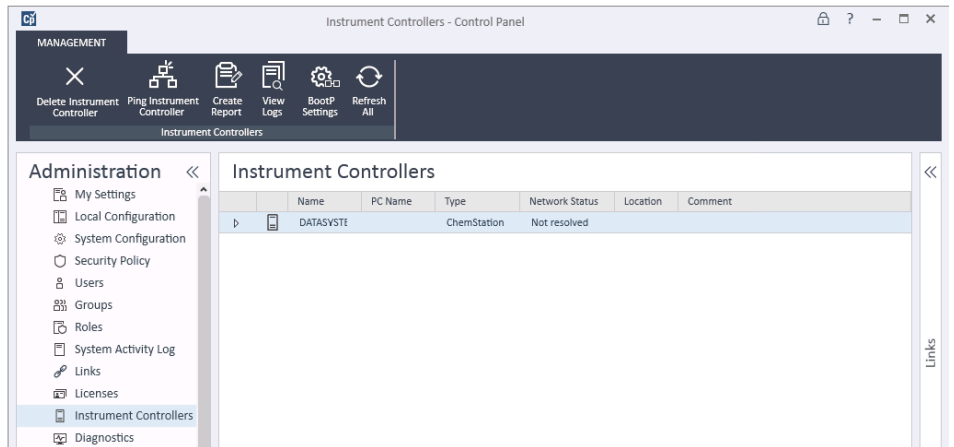 Cp
Instrument Controllers - Control Panel
?
MANAGEMENT
Delete Instrument Controller
Ping Instrument Controller
Create Report
View Logs
BootP Settings
Refresh All
Instrument Controllers
Administration
My Settings
Local Configuration
System Configuration
Security Policy
Users
Groups
Roles
System Activity Log
Links
Licenses
Instrument Controllers
Diagnostics
Instrument Controllers
Name PC Name Type Network Status Location Comment
DATASYSTE ChemStation Not resolved
Links